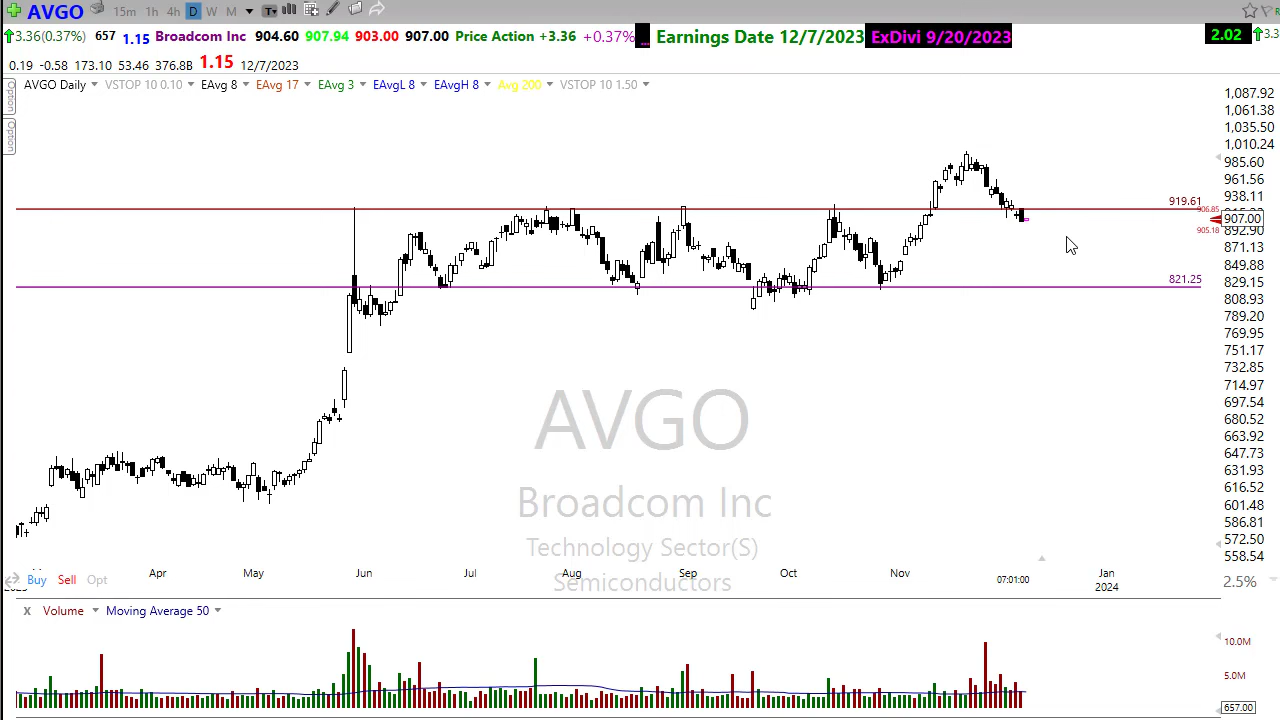 AVGO 15m 1h 4h D W M T
3.36(0.37%) 657 1.15 Broadcom Inc 904.60 907.94 903.00 907.00 Price Action +3.36 +0.37% ... Earnings Date 12/7/2023 ExDivi 9/20/2023 2.02 3.3
0.19 -0.58 173.10 53.46 376.8B 1.15 12/7/2023
Option
Option
AVGO Daily VSTOP 10 0.10 EAvg 8 EAvg 17 EAvg 3 EAvgL 8 EAvgH 8 Avg 200 VSTOP 10 1.50
1,087.92
1,061.38
1,035.50
1,010.24
985.60
961.56
938.11
919.61
906.85
907.00
905.18
892.90
871.13
849.88
821.25
829.15
808.93
789.20
769.95
751.17
732.85
714.97
697.54
680.52
663.92
647.73
631.93
616.52
601.48
586.81
572.50
558.54
AVGO
Broadcom Inc
Technology Sector(S)
Semiconductors
Apr May Jun Jul Aug Sep Oct Nov Jan
2024
07:01:00
Buy Sell Opt
2.5%
X Volume Moving Average 50
10.0M
5.0M
657.00